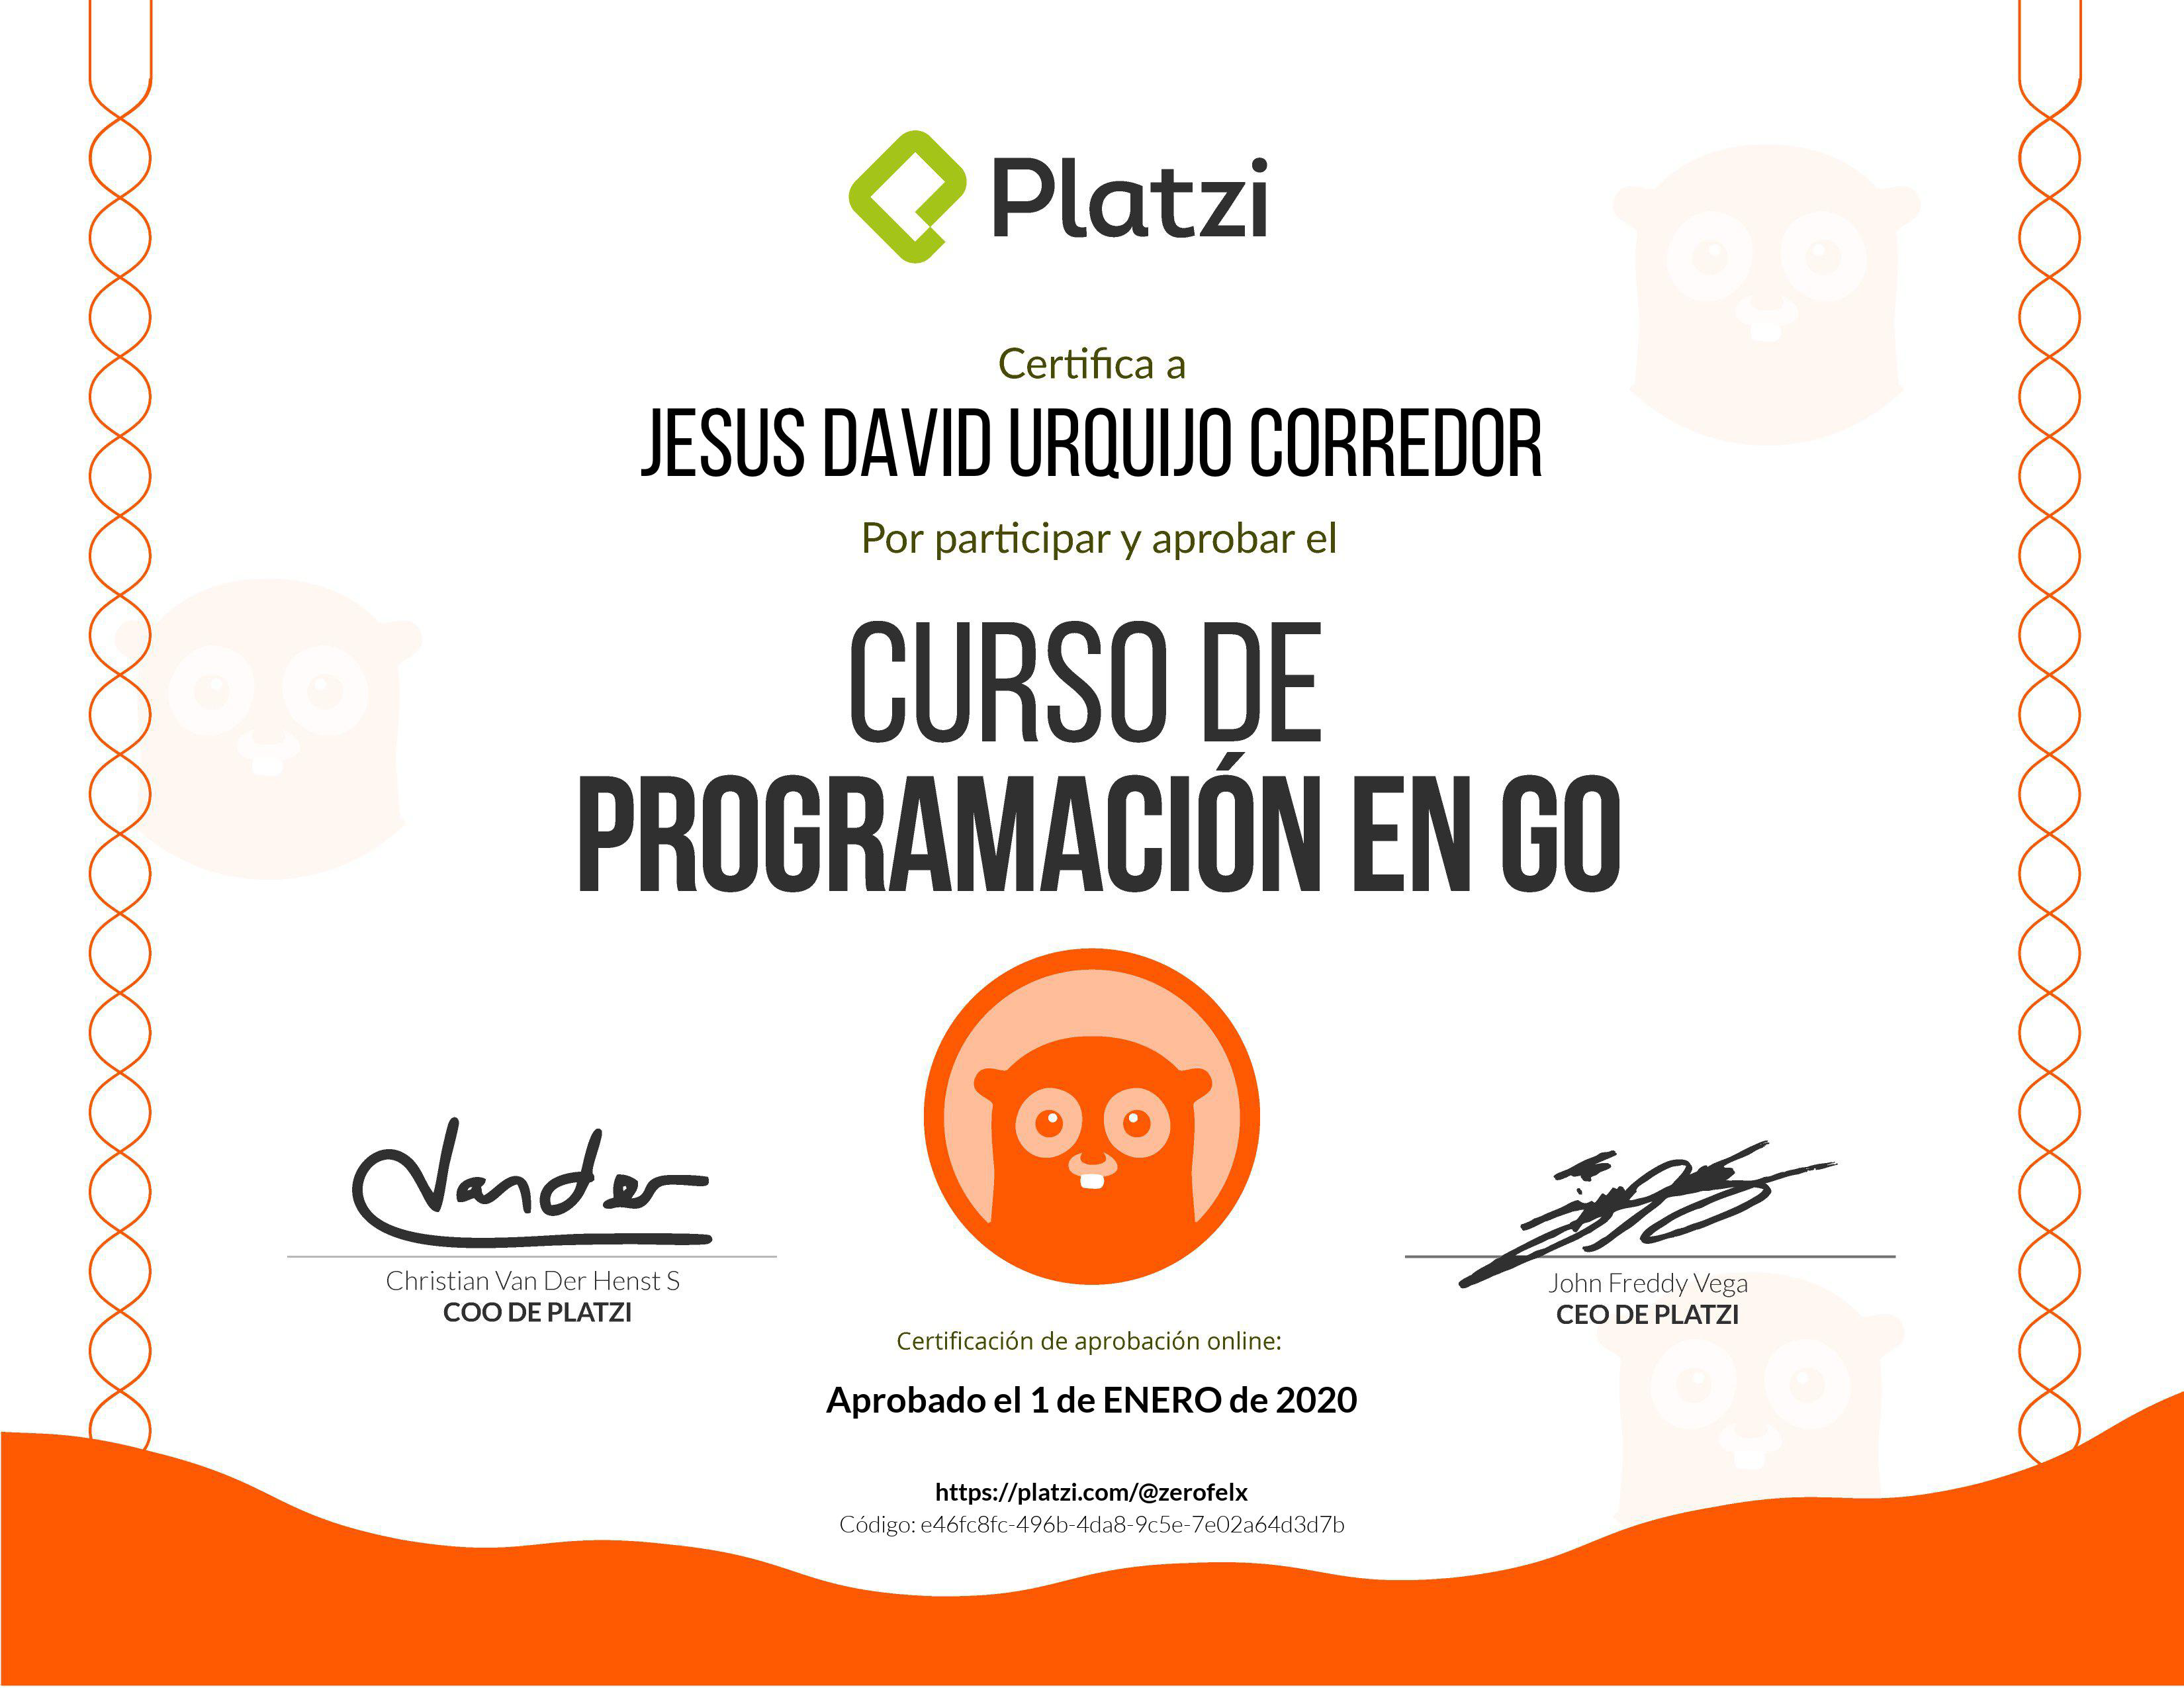 Platzi
Certifica a
JESUS DAVID URQUIJO CORREDOR
Por participar y aprobar el
CURSO DE
PROGRAMACIÓN EN GO
Vander
Christian Van Der Henst S
COO DE PLATZI
John Freddy Vega
CEO DE PLATZI
Certificación de aprobación online:
Aprobado el 1 de ENERO de 2020
https://platzi.com/@zerofelx
Código: e46fc8fc-496b-4da8-9c5e-7e02a64d3d7b